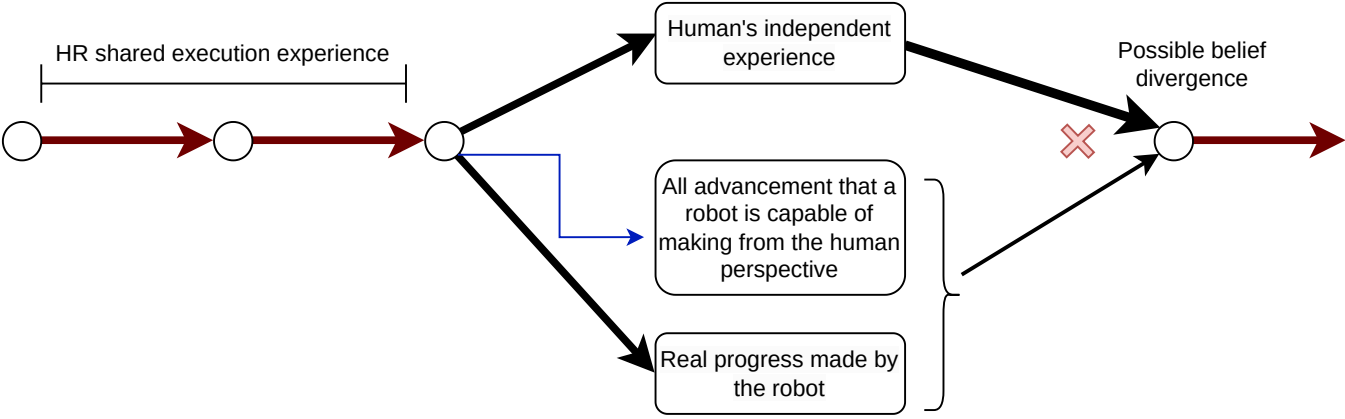 HR shared execution experience
Human's independent
experience
Possible belief
divergence
All advancement that a
robot is capable of
making from the human
perspective
Real progress made by
the robot